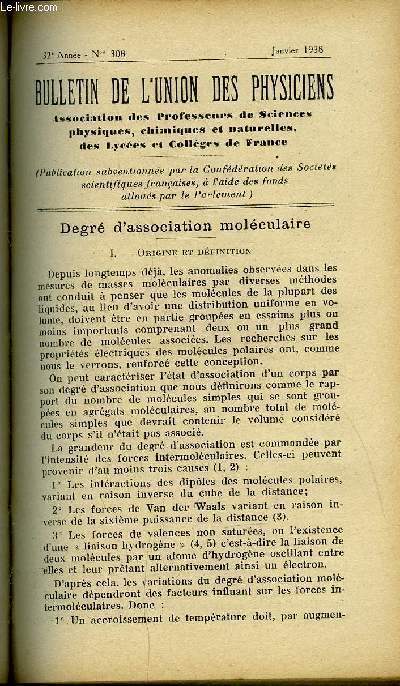 Le-livre.com
32e Année - No 308 Janvier 1938
BULLETIN DE L'UNION DES PHYSICIENS
Association des Professeurs de Sciences
physiques, chimiques et naturelles,
des Lycées et Collèges de France
(Publication subventionnée par la Confédération des Sociétés
scientifiques françaises, à l'aide des fonds
alloués par le Parlement)
Degré d'association moléculaire
I. ORIGINE ET DÉFINITION
Depuis longtemps déjà, les anomalies observées dans les
mesures de masses moléculaires par diverses méthodes
ont conduit à penser que les molécules de la plupart des
liquides, au lieu d'avoir une distribution uniforme en vo-
lume, doivent être en partie groupées en essaims plus ou
moins importants comprenant deux ou un plus grand
nombre de molécules associées. Les recherches sur les
propriétés électriques des molécules polaires ont, comme
nous le verrons, renforcé cette conception.
On peut caractériser l'état d'association d'un corps par
son degré d'association que nous définirons comme le rap-
port du nombre de molécules simples qui se sont grou-
pées en agrégats moléculaires, au nombre total de molé-
cules simples que devrait contenir le volume considéré
du corps s'il n'était pas associé.
La grandeur du degré d'association est commandée par
l'intensité des forces intermoléculaires. Celles-ci peuvent
provenir d'au moins trois causes (1, 2) :
1° Les intéractions des dipôles des molécules polaires,
variant en raison inverse du cube de la distance;
2° Les forces de Van der Waals variant en raison in-
verse de la sixième puissance de la distance (3).
3° Les forces de valences non saturées, ou l'existence
d'une « liaison hydrogène » (4, 5) c'est-à-dire la liaison de
deux molécules par un atome d'hydrogène oscillant entre
elles et leur prêtant alternativement ainsi un électron.
D'après cela, les variations du degré d'association molé-
culaire dépendront des facteurs influant sur les forces in-
termoléculaires. Donc :
1° Un accroissement de température doit, par augmen-